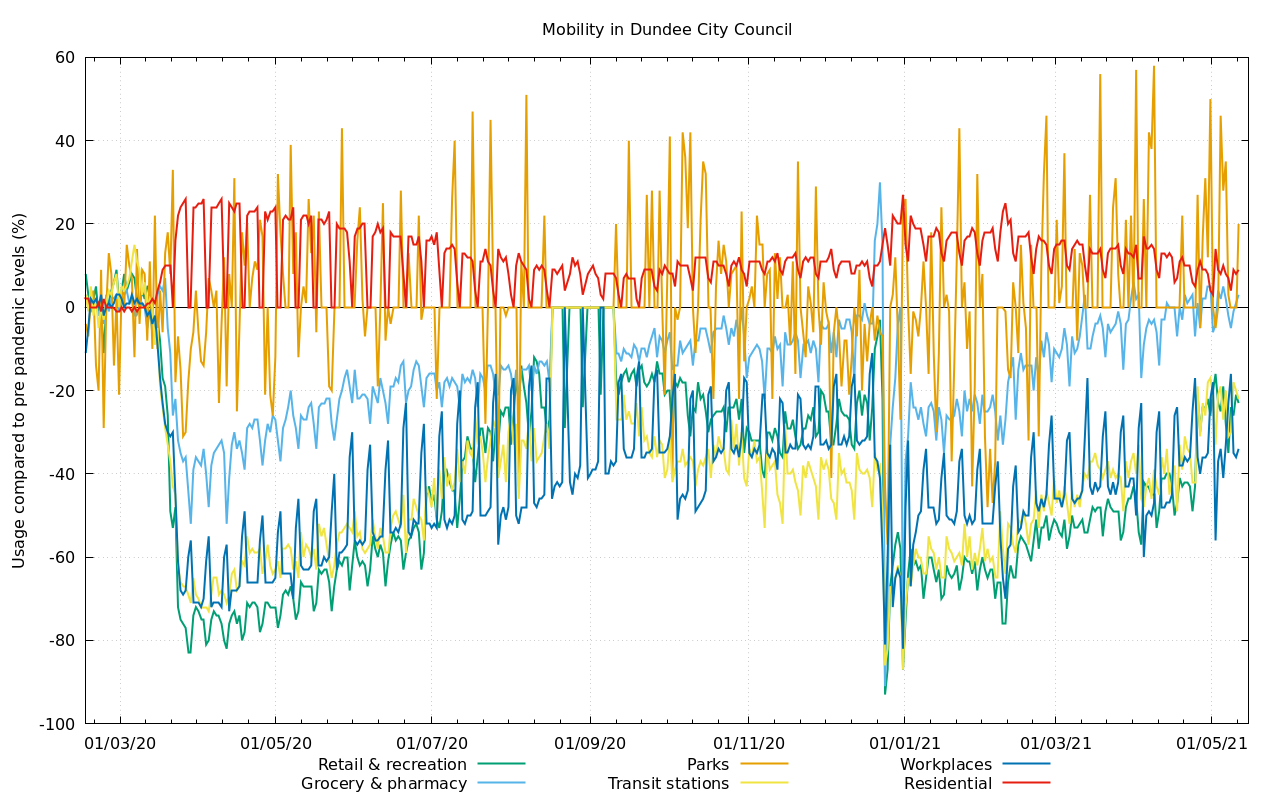 Mobility in Dundee City Council
Usage compared to pre pandemic levels (%)
60
40
20
0
-20
-40
-60
-80
-100
01/03/20 01/05/20 01/07/20 01/09/20 01/11/20 01/01/21 01/03/21 01/05/21
Retail & recreation Parks Workplaces
Grocery & pharmacy Transit stations Residential